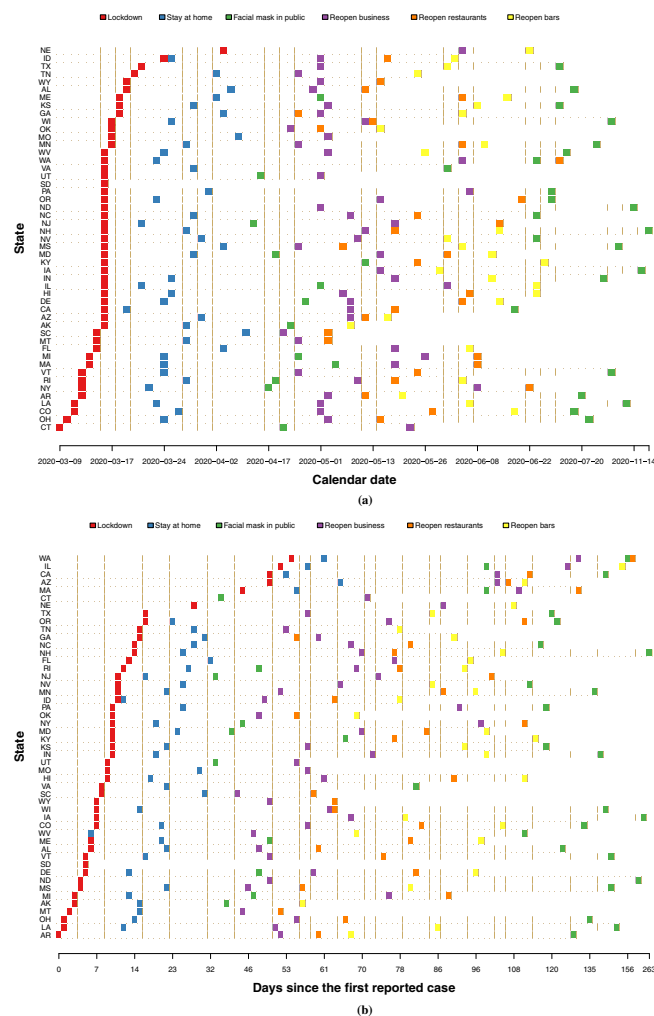 Lockdown Stay at home Facial mask in public Reopen business Reopen restaurants Reopen bars
NE
ID
TX
TN
WY
AL
ME
KS
GA
WI
OK
MO
MN
WV
WA
VA
UT
SD
PA
OR
ND
NC
NJ
NH
NV
MS
MD
KY
IA
IN
IL
HI
DE
CA
AZ
AK
SC
MT
FL
MI
MA
VT
RI
NY
AR
LA
CO
OH
CT
State
2020−03−09 2020−03−17 2020−03−24 2020−04−02 2020−04−17 2020−05−01 2020−05−13 2020−05−26 2020−06−08 2020−06−22 2020−07−20 2020−11−14
Calendar date
(a)
Lockdown Stay at home Facial mask in public Reopen business Reopen restaurants Reopen bars
WA
IL
CA
AZ
MA
CT
NE
TX
OR
TN
GA
NC
NH
FL
RI
NJ
NV
MN
ID
PA
OK
NY
MD
KY
KS
IN
UT
MO
HI
VA
SC
WY
WI
IA
CO
WV
ME
AL
VT
SD
DE
ND
MS
MI
AK
MT
OH
LA
AR
State
0 7 14 23 32 44 53 61 70 78 86 96 108 120 135 156 263
Days since the first reported case
(b)